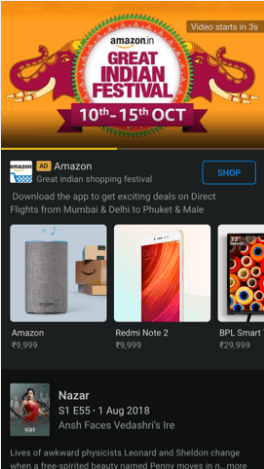 Video starts in 3s
amazon.in
GREAT
INDIAN
FESTIVAL
10th-15th OCT
amazon.in
AD Amazon
Great indian shopping festival
SHOP
Download the app to get exciting deals on Direct
Flights from Mumbai & Delhi to Phuket & Male
Amazon
₹9,999
Redmi Note 2
₹9,999
BPL Smart T
₹29,999
Nazar
S1 E55 · 1 Aug 2018
Ansh Faces Vedashri's Ire
Lives of awkward physicists Leonard and Sheldon change
when a free-spirited beauty named Penny moves in n... more